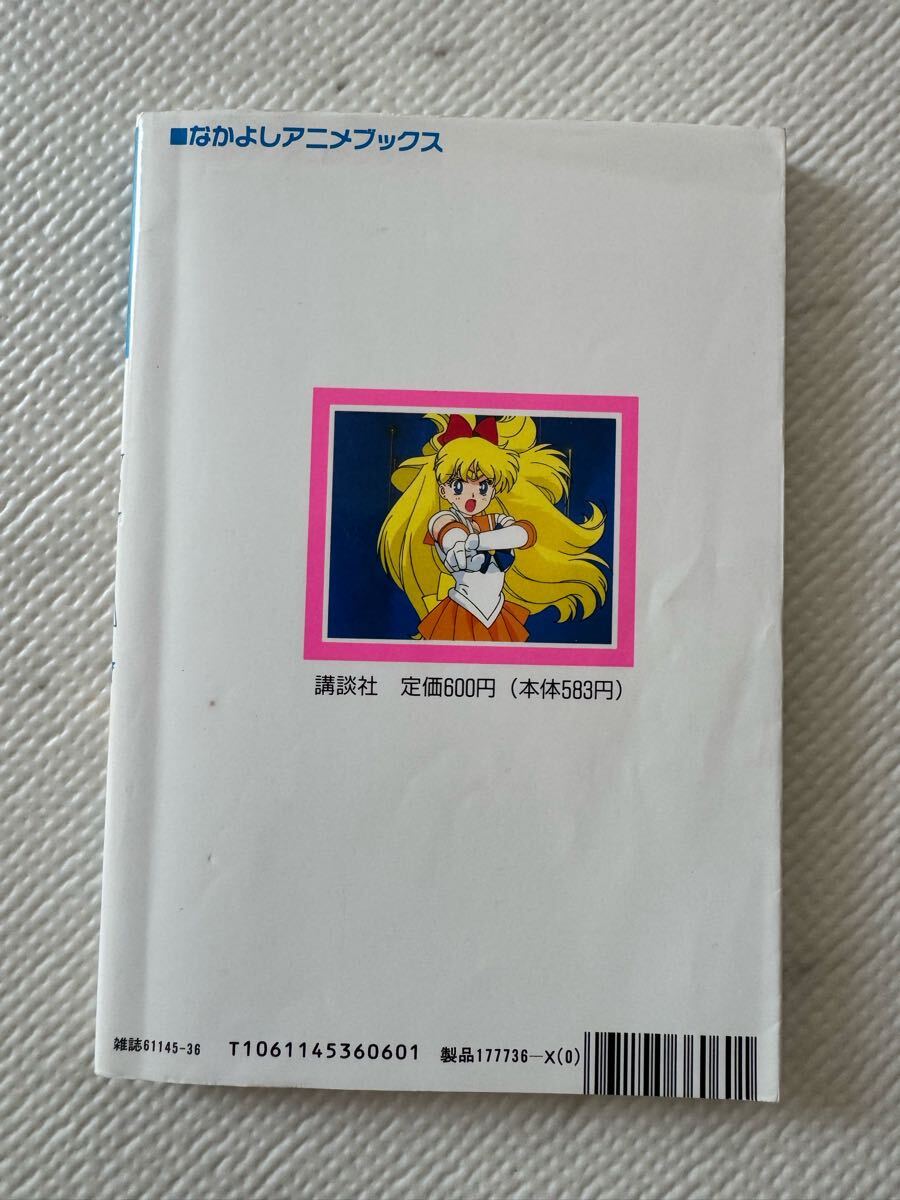 ■なかよしアニメブックス
講談社　定価600円（本体583円）
雑誌61145-36　T1061145360601　製品177736-X(0)